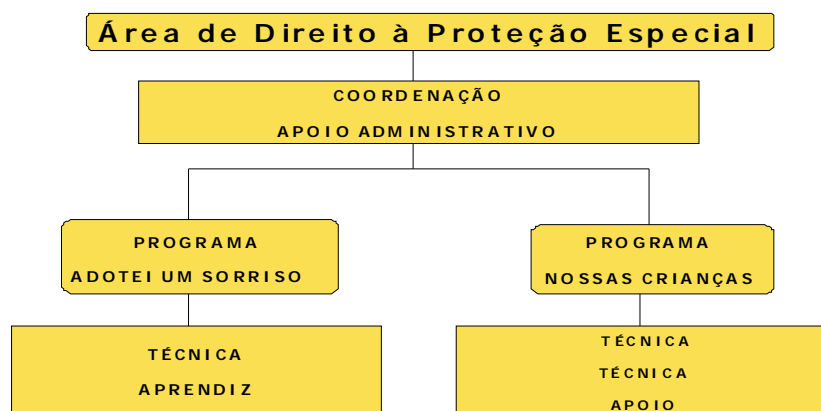 Área de Direito à Proteção Especial
COORDENAÇÃO
APOIO ADMINISTRATIVO
PROGRAMA
ADOTEI UM SORRISO
PROGRAMA
NOSSAS CRIANÇAS
TÉCNICA
APRENDIZ
TÉCNICA
TÉCNICA
APOIO